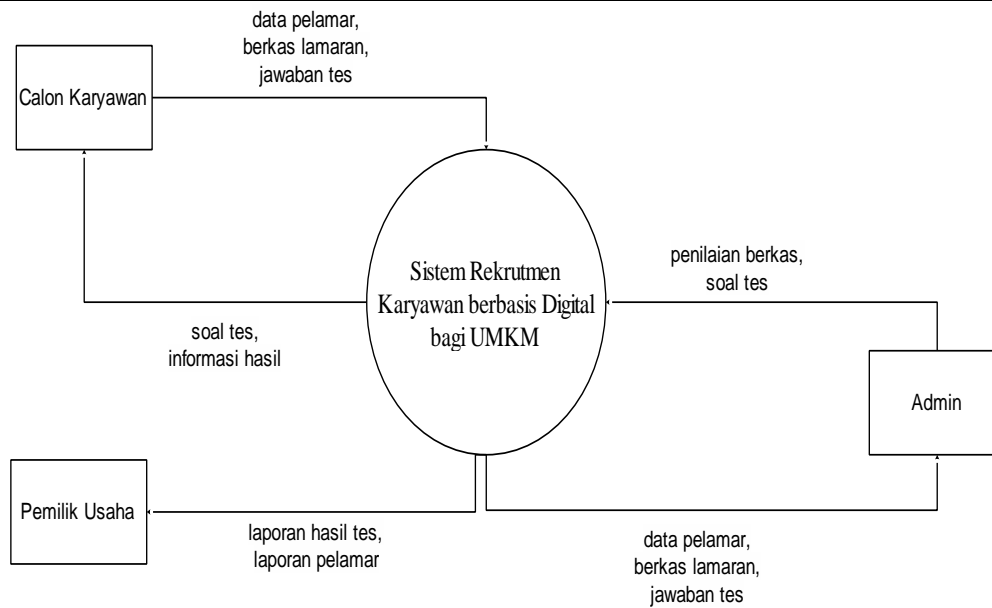 data pelamar,
berkas lamaran,
jawaban tes
Calon Karyawan
Sistem Rekrutmen
Karyawan berbasis Digital
bagi UMKM
penilaian berkas,
soal tes
soal tes,
informasi hasil
Admin
Pemilik Usaha
laporan hasil tes,
laporan pelamar
data pelamar,
berkas lamaran,
jawaban tes